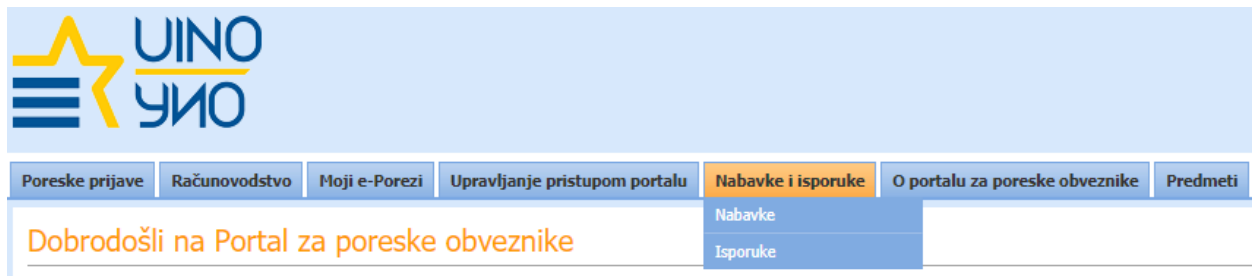 UINO
УИО
Poreske prijave Računovodstvo Moji e-Porezi Upravljanje pristupom portalu Nabavke i isporuke O portalu za poreske obveznike Predmeti
Nabavke
Dobrodošli na Portal za poreske obveznike
Isporuke